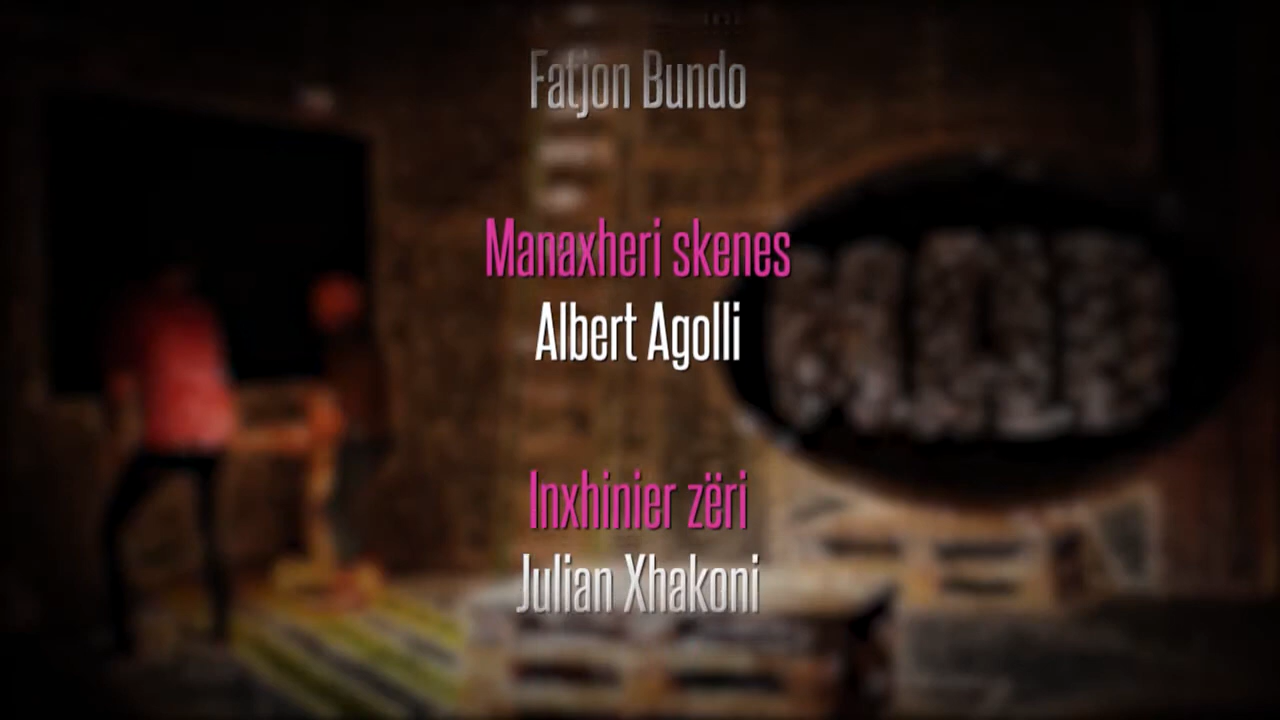 Fatjon Bundo
Manaxheri skenes
Albert Agolli
Inxhinier zëri
Julian Xhakoni